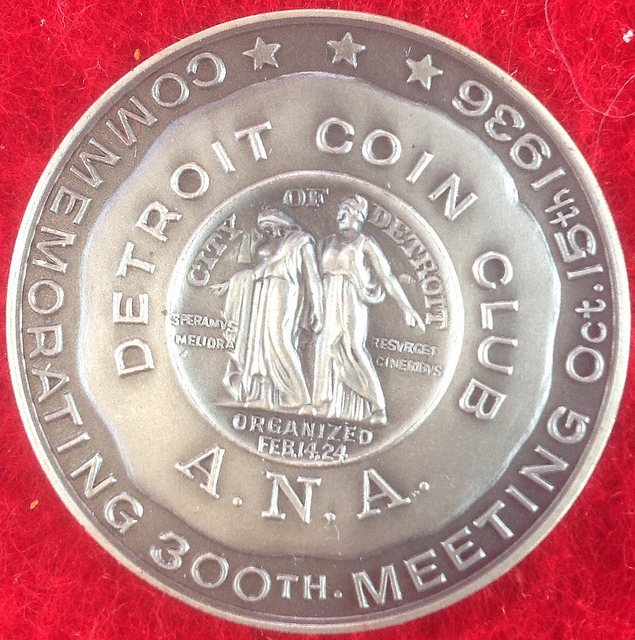 COMMEMORATING 300TH. MEETING Oct. 15th 1936
DETROIT COIN CLUB
A.N.A.
CITY OF DETROIT
SPERAMVS
MELIORA
RESVRGET
CINERIBVS
ORGANIZED
FEB.14,24